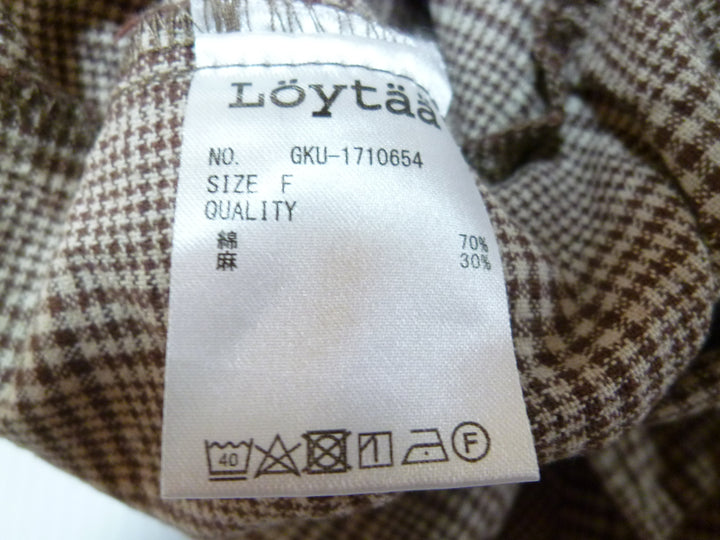 Löytää
NO. GKU-1710654
SIZE F
QUALITY
綿 70%
麻 30%
40 F